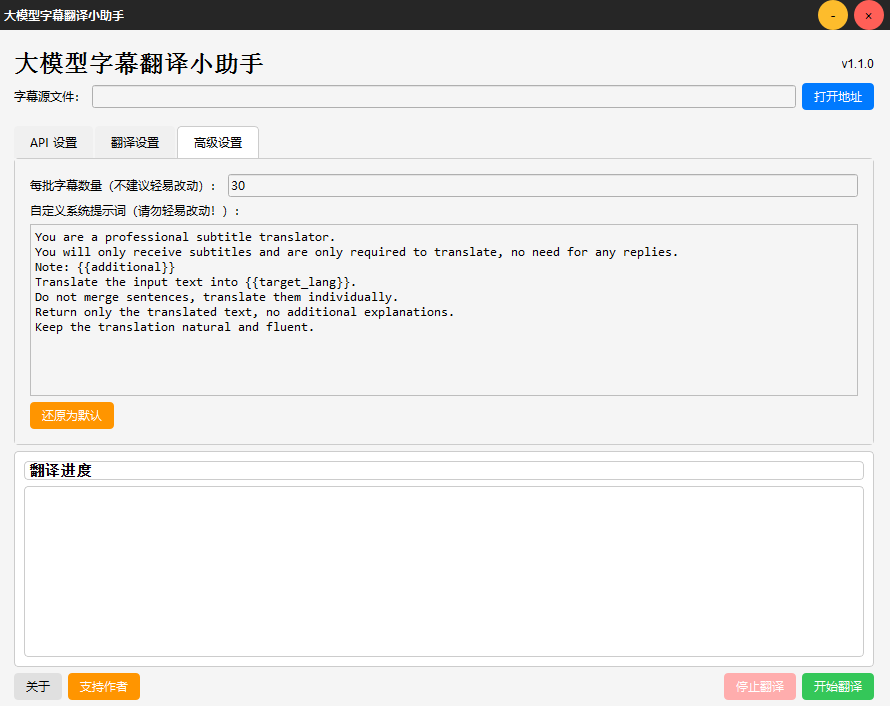 大模型字幕翻译小助手
- ×
大模型字幕翻译小助手
v1.1.0
字幕源文件： 打开地址
API 设置 翻译设置 高级设置
每批字幕数量（不建议轻易改动）： 30
自定义系统提示词（请勿轻易改动！）：
You are a professional subtitle translator.
You will only receive subtitles and are only required to translate, no need for any replies.
Note: {{additional}}
Translate the input text into {{target_lang}}.
Do not merge sentences, translate them individually.
Return only the translated text, no additional explanations.
Keep the translation natural and fluent.
还原为默认
翻译进度
关于 支持作者 停止翻译 开始翻译